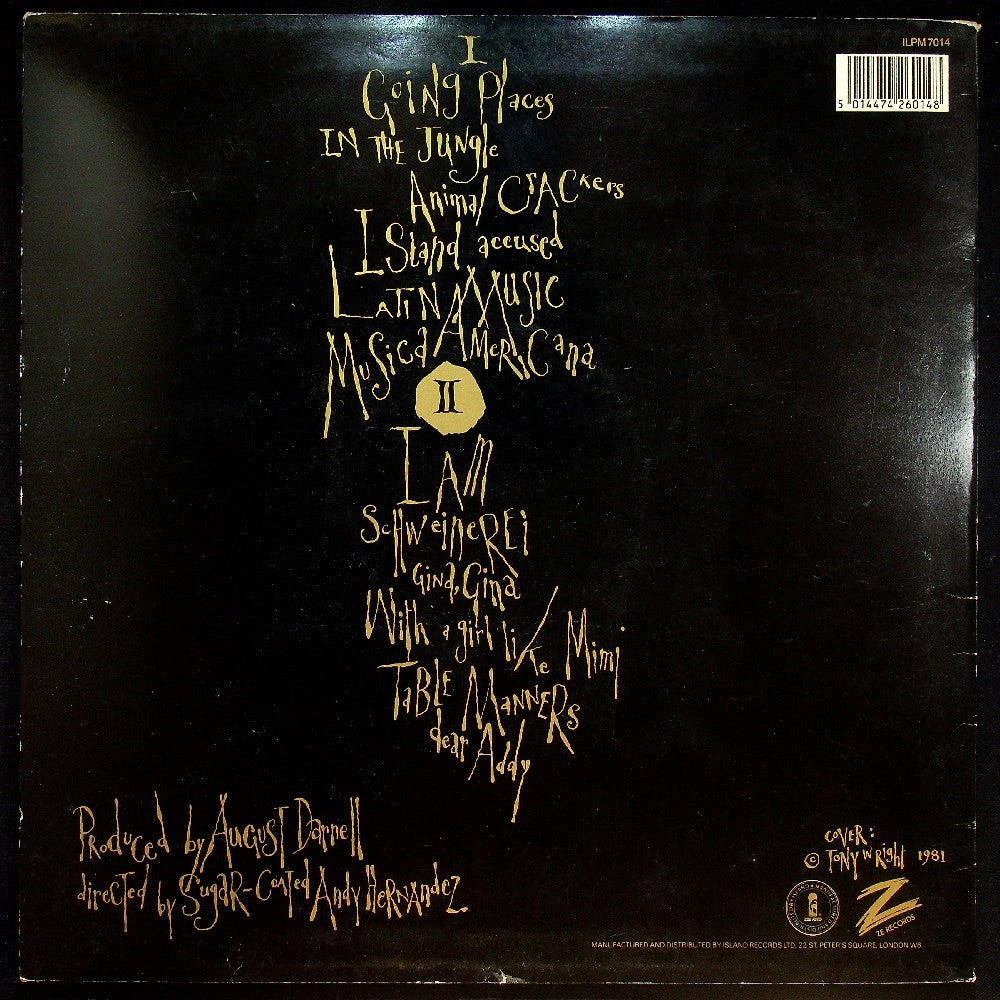 ILPM 7014
5 014474 260148
I
Going Places
IN THE JUNGle
Animal CrACkers
I Stand accused
LATIN MUSIC
Musica AmeRiCana
II
I AM
ScHWeineREi
Gina, Gina
With a girl like Mimi
TaBLE MANNERS
dear Addy
Produced by AUGUST Darnell
directed by Sugar-Coated Andy HERNANdez
COVER:
© TONY WRight 1981
ZE RECORDS
MANUFACTURED AND DISTRIBUTED BY ISLAND RECORDS LTD, 22 ST. PETER'S SQUARE, LONDON W6